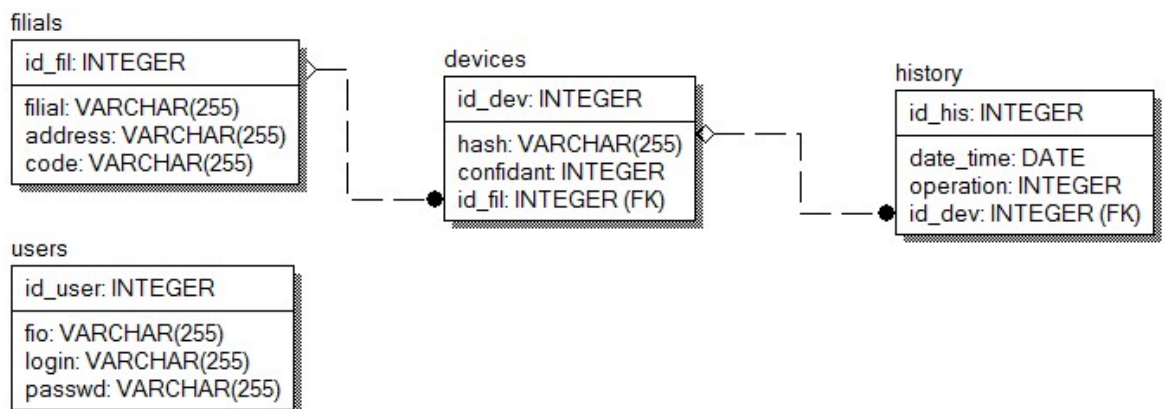 filials
id_fil: INTEGER
filial: VARCHAR(255)
address: VARCHAR(255)
code: VARCHAR(255)
devices
id_dev: INTEGER
hash: VARCHAR(255)
confidant: INTEGER
id_fil: INTEGER (FK)
history
id_his: INTEGER
date_time: DATE
operation: INTEGER
id_dev: INTEGER (FK)
users
id_user: INTEGER
fio: VARCHAR(255)
login: VARCHAR(255)
passwd: VARCHAR(255)